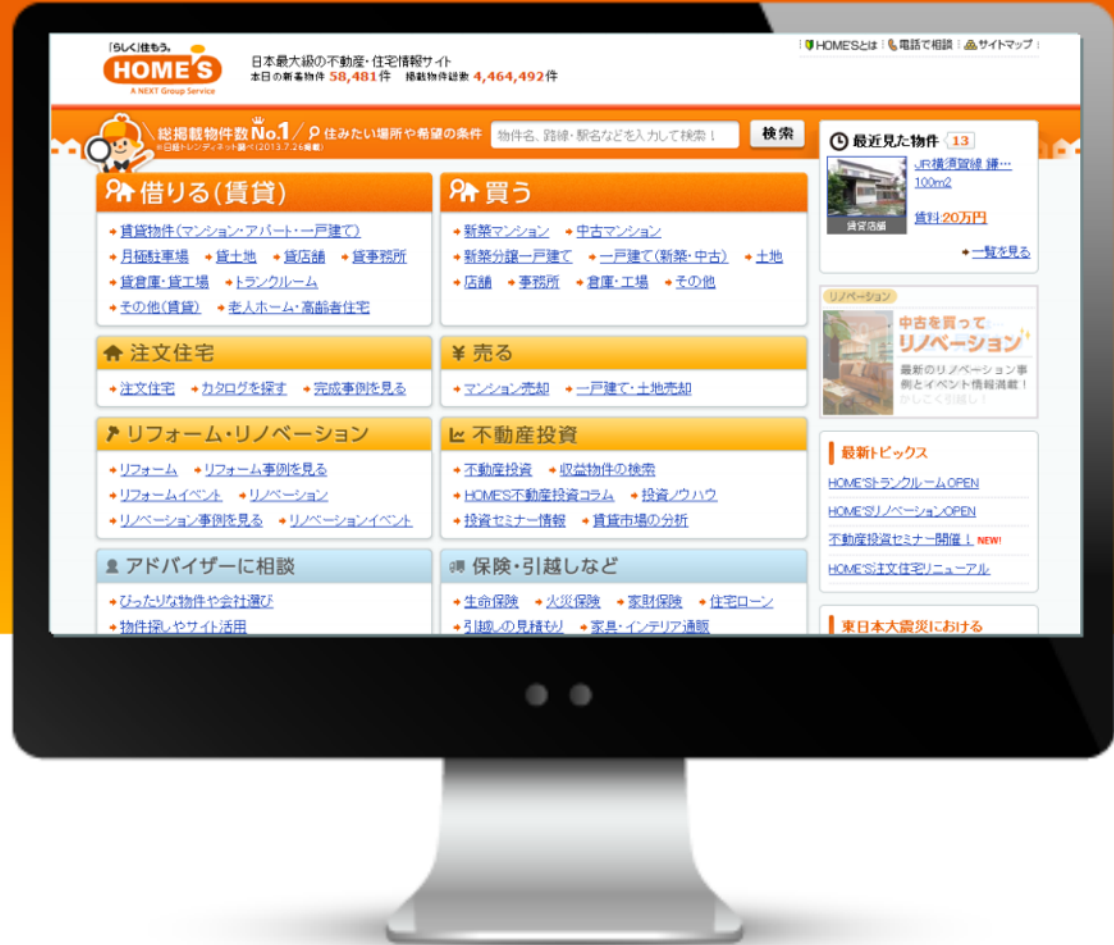 「らしく」住もう。
HOME'S
A NEXT Group Service
日本最大級の不動産・住宅情報サイト
本日の新着物件 58,481件 掲載物件総数 4,464,492件
HOME'Sとは 電話で相談 サイトマップ
総掲載物件数No.1
※日経トレンディネット調べ(2013.7.26掲載)
住みたい場所や希望の条件
物件名、路線・駅名などを入力して検索!
検索
借りる(賃貸)
賃貸物件(マンション・アパート・一戸建て)
月極駐車場 貸土地 貸店舗 貸事務所
貸倉庫・貸工場 トランクルーム
その他(賃貸) 老人ホーム・高齢者住宅
買う
新築マンション 中古マンション
新築分譲一戸建て 一戸建て(新築・中古) 土地
店舗 事務所 倉庫・工場 その他
注文住宅
注文住宅 カタログを探す 完成事例を見る
¥ 売る
マンション売却 一戸建て・土地売却
リフォーム・リノベーション
リフォーム リフォーム事例を見る
リフォームイベント リノベーション
リノベーション事例を見る リノベーションイベント
不動産投資
不動産投資 収益物件の検索
HOME'S不動産投資コラム 投資ノウハウ
投資セミナー情報 賃貸市場の分析
アドバイザーに相談
ぴったりな物件や会社選び
物件探しやサイト活用
保険・引越しなど
生命保険 火災保険 家財保険 住宅ローン
引越しの見積もり 家具・インテリア通販
最近見た物件 13
JR横須賀線 鎌…
100m2
賃料:20万円
賃貸店舗
一覧を見る
リノベーション
中古を買って…
リノベーション
最新のリノベーション事
例とイベント情報満載!
かしこく引越し!
最新トピックス
HOME'SトランクルームOPEN
HOME'SリノベーションOPEN
不動産投資セミナー開催! NEW!
HOME'S注文住宅リニューアル
東日本大震災における